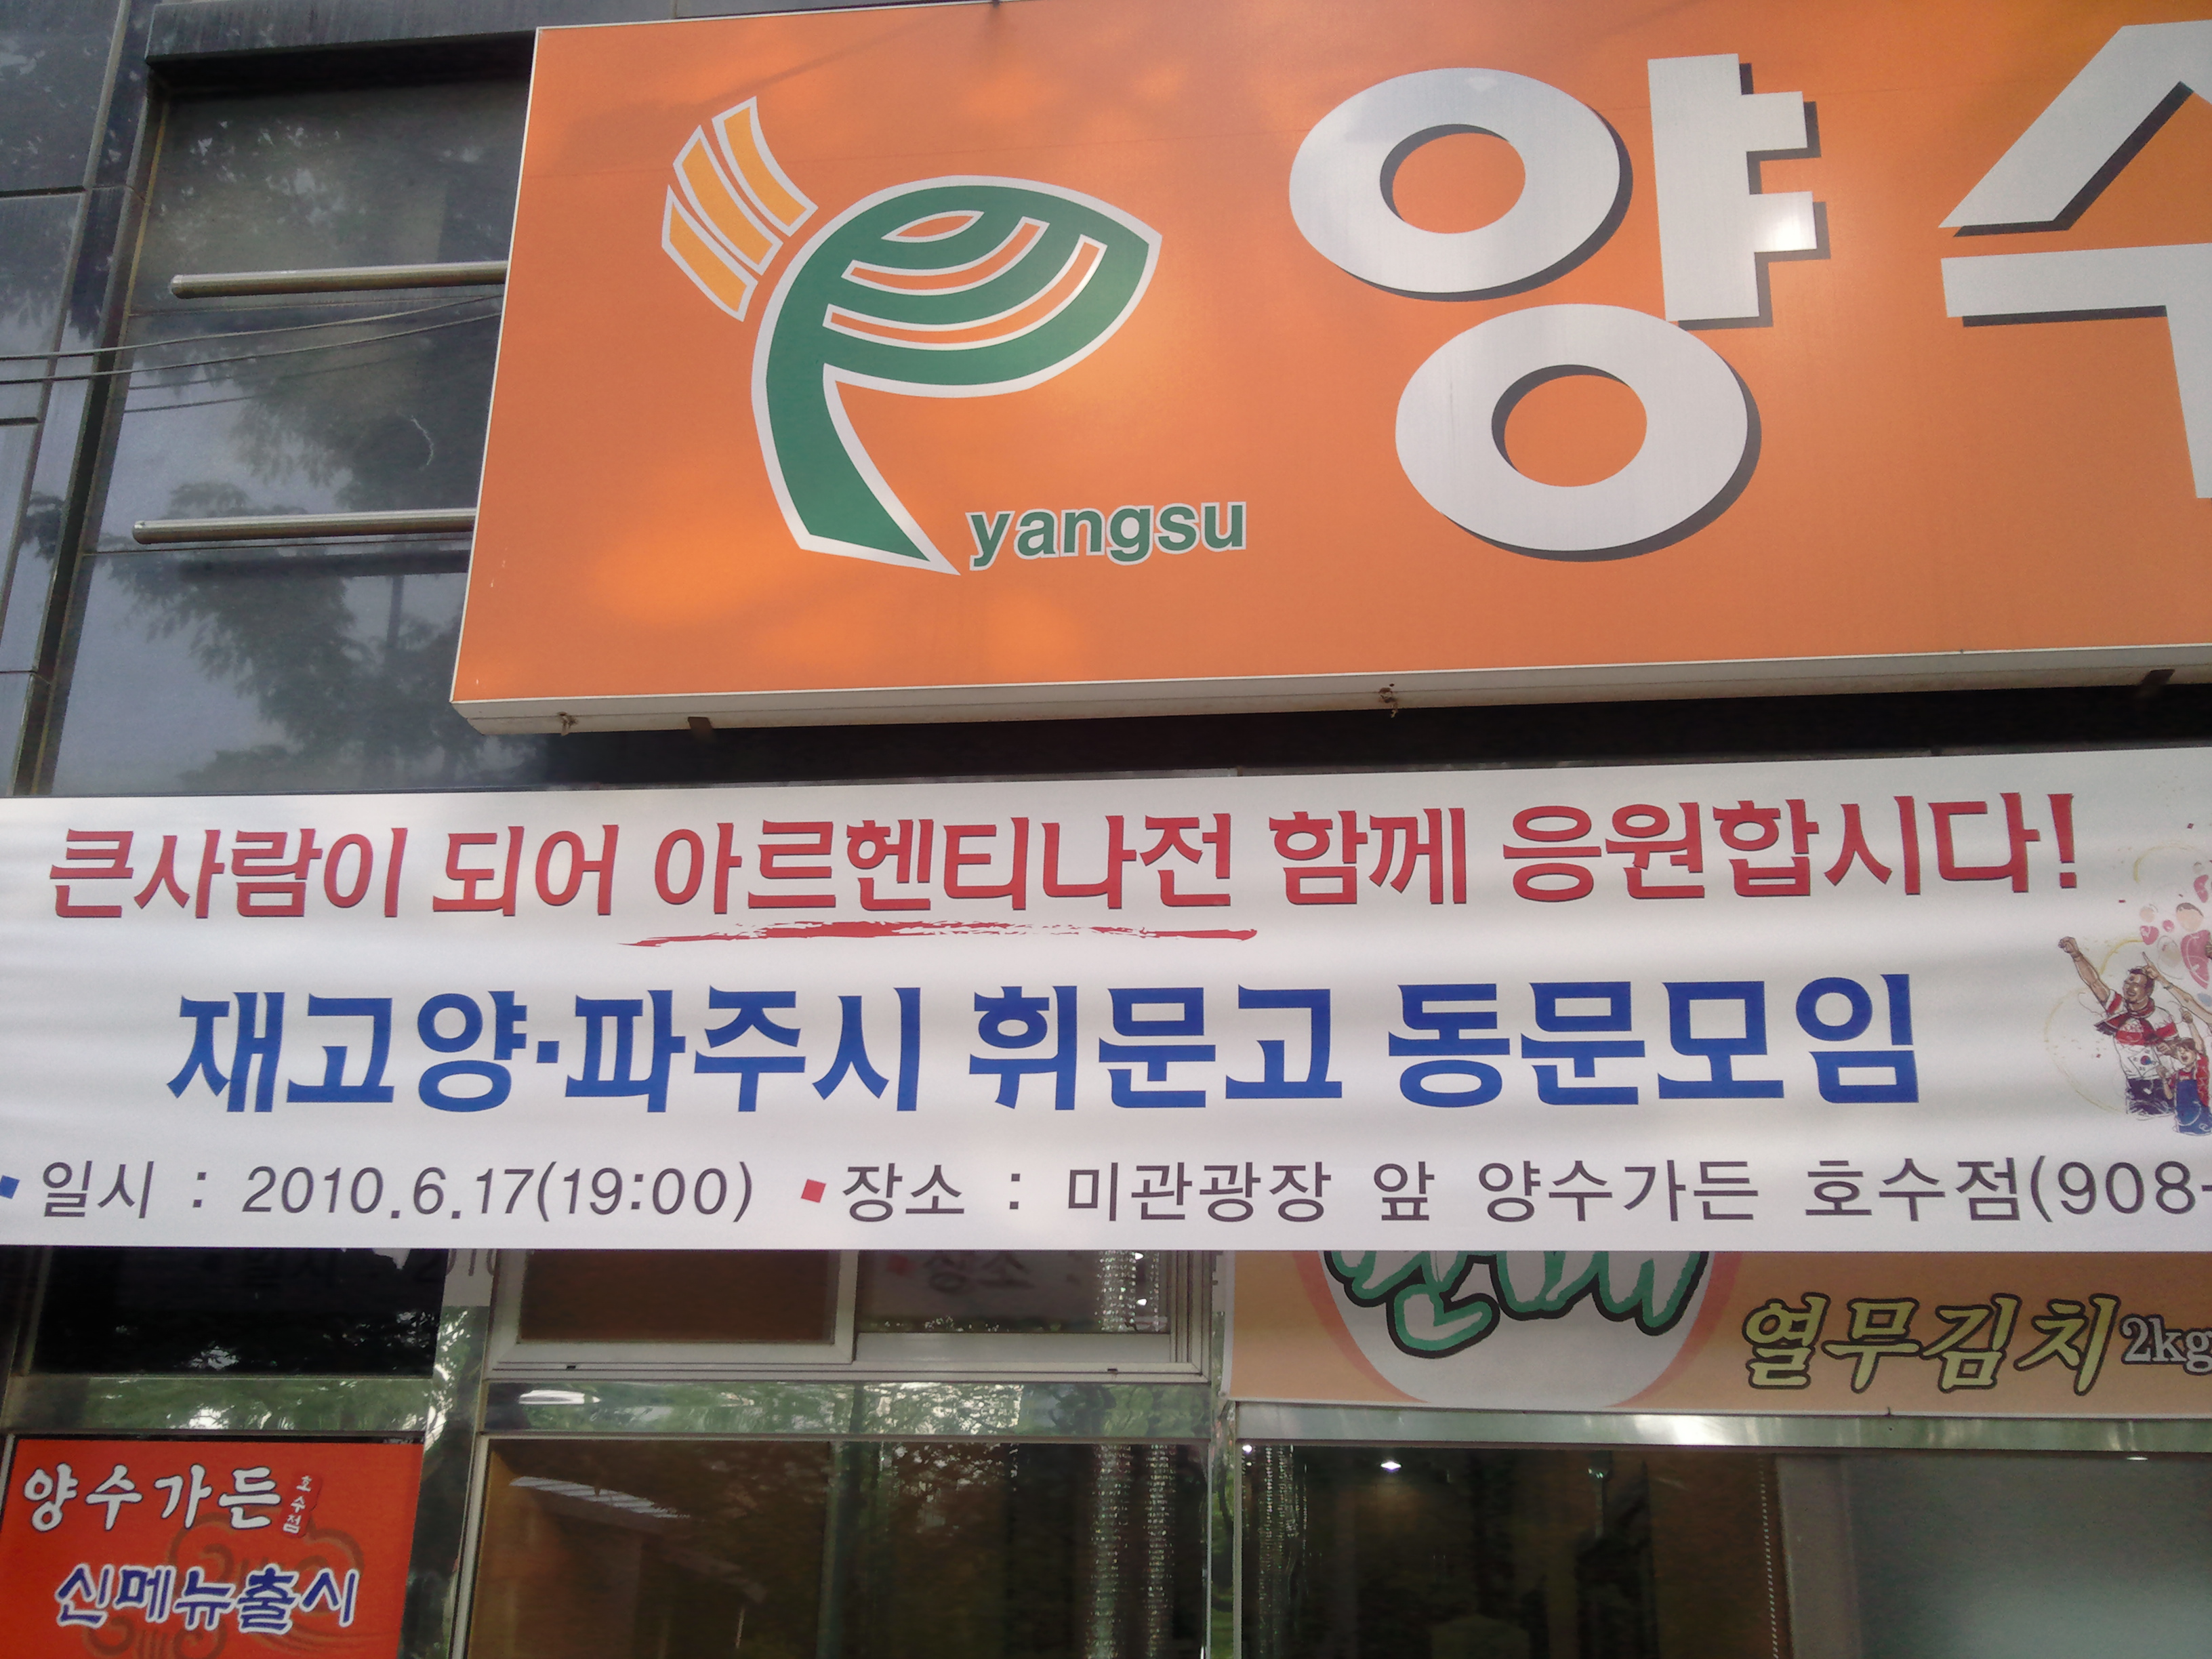 양수
yangsu
큰사람이 되어 아르헨티나전 함께 응원합시다!
재고양·파주시 휘문고 동문모임
일시 : 2010.6.17(19:00) 장소 : 미관광장 앞 양수가든 호수점(908-
열무김치 2kg
양수가든 호수점
신메뉴출시